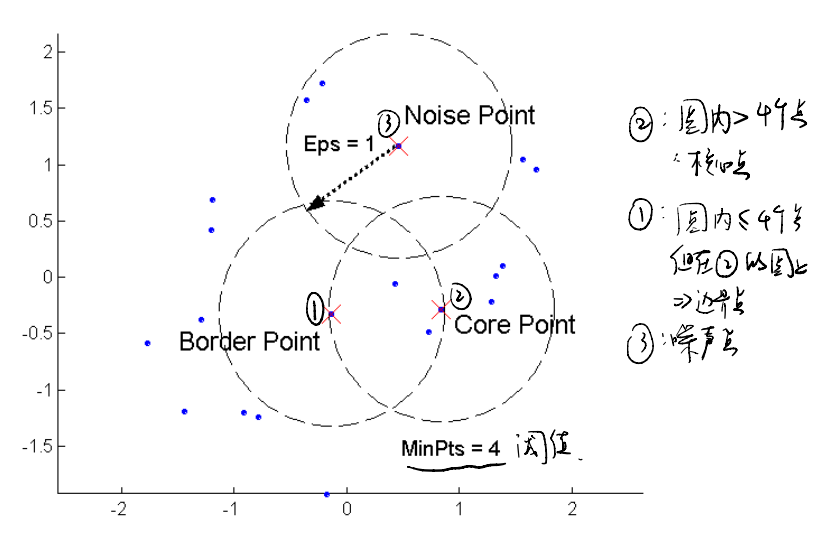 2
1.5
1
0.5
0
-0.5
-1
-1.5
-2
-1
0
1
2
③ Noise Point
Eps = 1
①
Border Point
②
Core Point
MinPts = 4 阈值.
②：圆内>4个点
∴核心点
①：圆内≤4个点
但在②的圆上
⇒边界点
③：噪声点